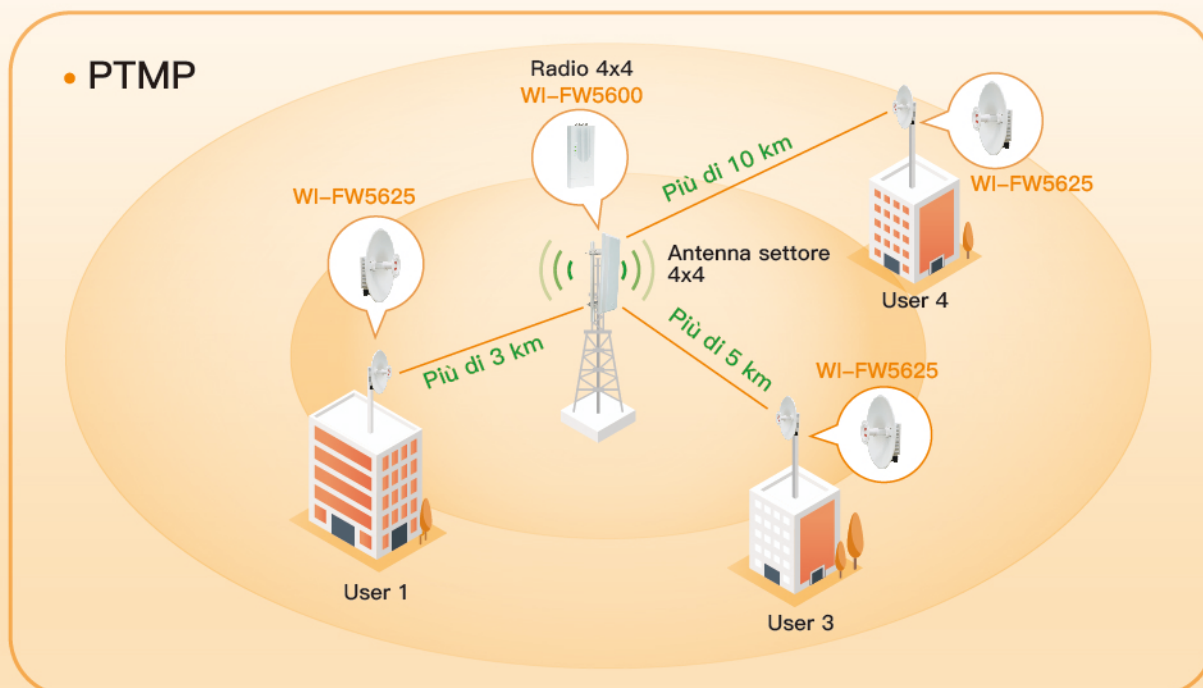 • PTMP
Radio 4x4
WI-FW5600
WI-FW5625
Più di 10 km
WI-FW5625
User 4
Antenna settore
4x4
Più di 3 km
Più di 5 km
WI-FW5625
User 1
User 3